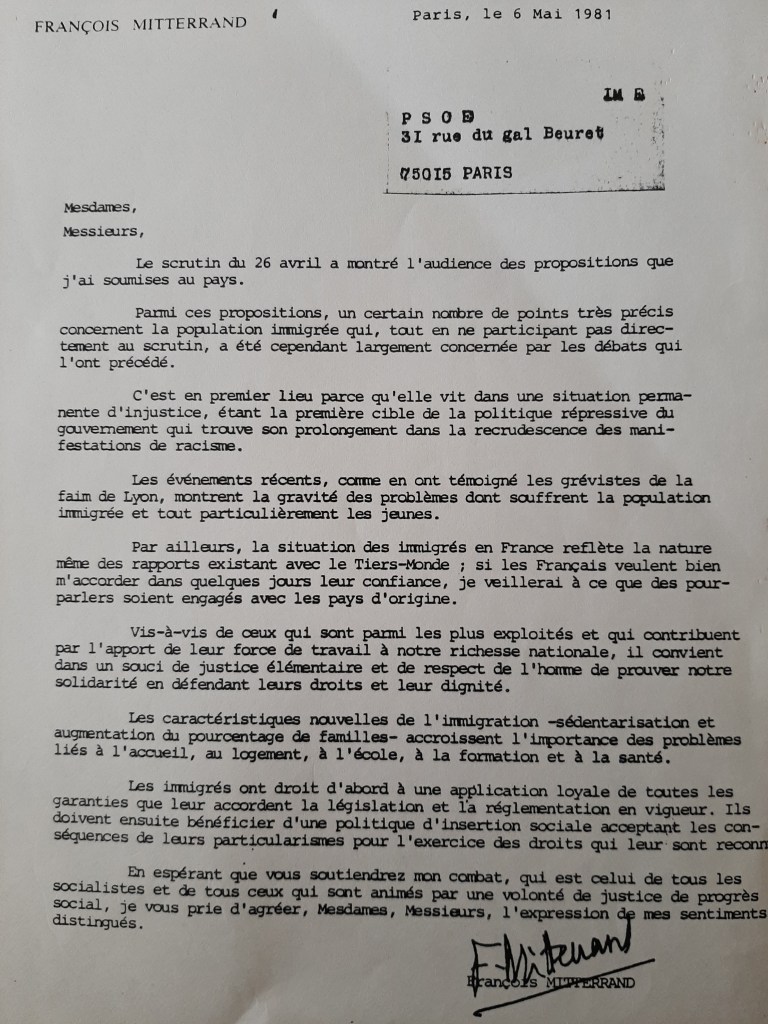 FRANÇOIS MITTERRAND
Paris, le 6 Mai 1981
IM E
P S O E
3I rue du gal Beuret
75015 PARIS
Mesdames,
Messieurs,
Le scrutin du 26 avril a montré l'audience des propositions que
j'ai soumises au pays.
Parmi ces propositions, un certain nombre de points très précis
concernent la population immigrée qui, tout en ne participant pas direc-
tement au scrutin, a été cependant largement concernée par les débats qui
l'ont précédé.
C'est en premier lieu parce qu'elle vit dans une situation perma-
nente d'injustice, étant la première cible de la politique répressive du
gouvernement qui trouve son prolongement dans la recrudescence des mani-
festations de racisme.
Les événements récents, comme en ont témoigné les grévistes de la
faim de Lyon, montrent la gravité des problèmes dont souffrent la population
immigrée et tout particulièrement les jeunes.
Par ailleurs, la situation des immigrés en France reflète la nature
même des rapports existant avec le Tiers-Monde ; si les Français veulent bien
m'accorder dans quelques jours leur confiance, je veillerai à ce que des pour-
parlers soient engagés avec les pays d'origine.
Vis-à-vis de ceux qui sont parmi les plus exploités et qui contribuent
par l'apport de leur force de travail à notre richesse nationale, il convient
dans un souci de justice élémentaire et de respect de l'homme de prouver notre
solidarité en défendant leurs droits et leur dignité.
Les caractéristiques nouvelles de l'immigration -sédentarisation et
augmentation du pourcentage de familles- accroissent l'importance des problèmes
liés à l'accueil, au logement, à l'école, à la formation et à la santé.
Les immigrés ont droit d'abord à une application loyale de toutes les
garanties que leur accordent la législation et la réglementation en vigueur. Ils
doivent ensuite bénéficier d'une politique d'insertion sociale acceptant les con-
séquences de leurs particularismes pour l'exercice des droits qui leur sont reconn
En espérant que vous soutiendrez mon combat, qui est celui de tous les
socialistes et de tous ceux qui sont animés par une volonté de justice de progrès
social, je vous prie d'agréer, Mesdames, Messieurs, l'expression de mes sentiments
distingués.
F. Mitterrand
François MITTERRAND